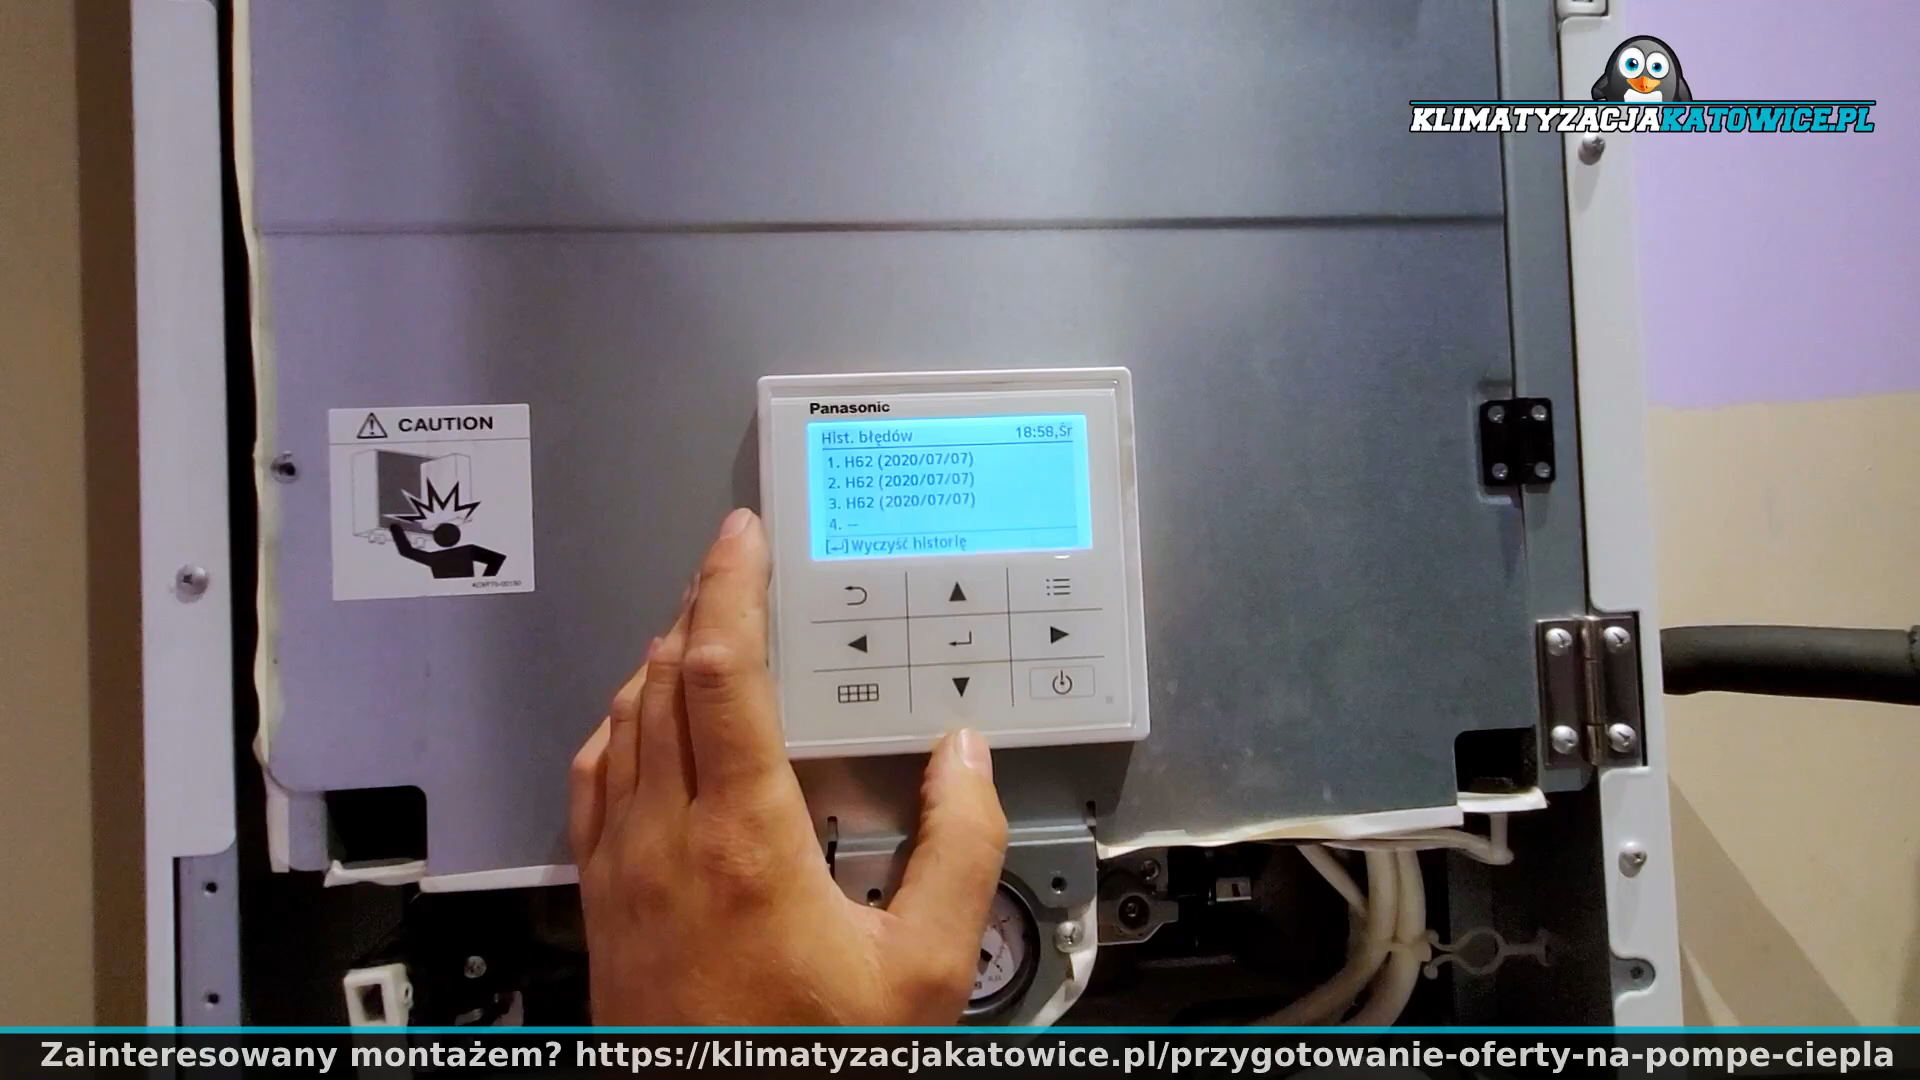 KLIMATYZACJAKATOWICE.PL
CAUTION
Panasonic
Hist. błędów 18:58,Śr
1. H62 (2020/07/07)
2. H62 (2020/07/07)
3. H62 (2020/07/07)
4. --
[↵] Wyczyść historię
Zainteresowany montażem? https://klimatyzacjakatowice.pl/przygotowanie-oferty-na-pompe-ciepla